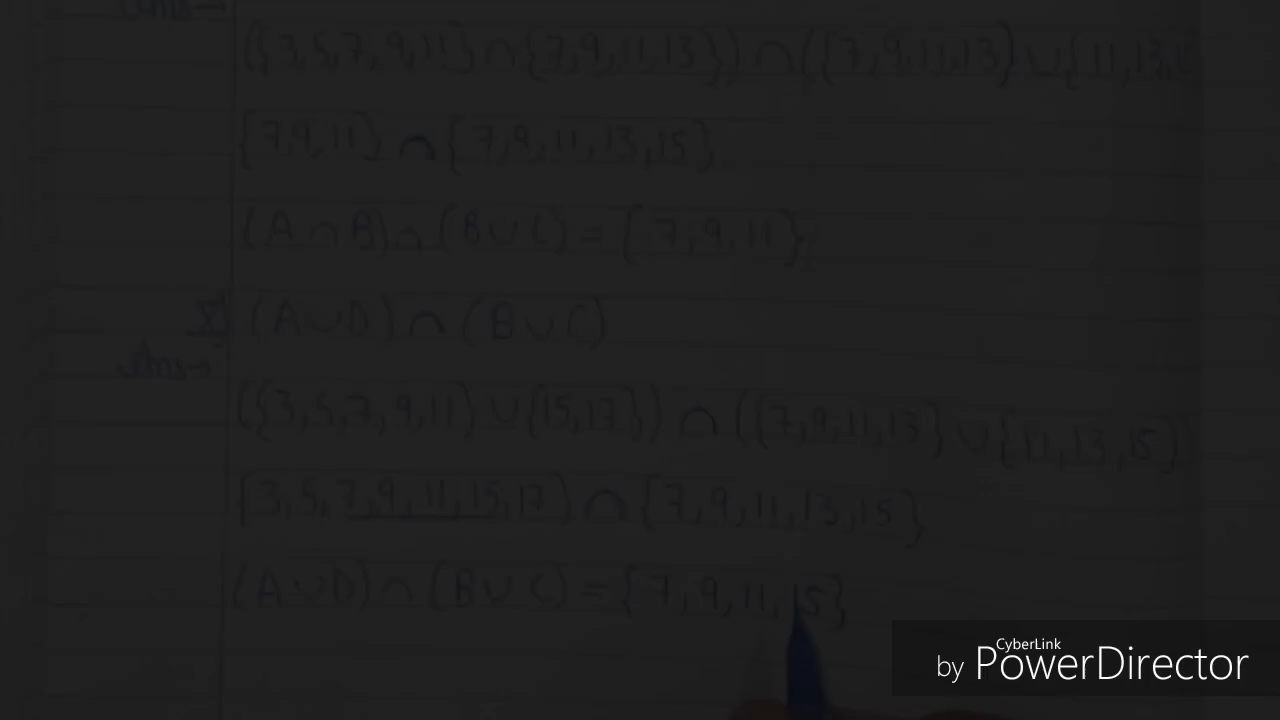 Ans→
({3,5,7,9,11} ∩ {7,9,11,13}) ∩ ({7,9,11,13) ∪ {11,13,
{7,9,11} ∩ {7,9,11,13,15}
(A ∩ B) ∩ (B ∪ C) = {7,9,11}
X (A ∪ D) ∩ (B ∪ C)
Ans→
({3,5,7,9,11} ∪ {15,17}) ∩ ({7,9,11,13} ∪ {11,13,15})
{3,5,7,9,11,15,17} ∩ {7,9,11,13,15}
(A ∪ D) ∩ (B ∪ C) = {7,9,11,15}
CyberLink
by PowerDirector